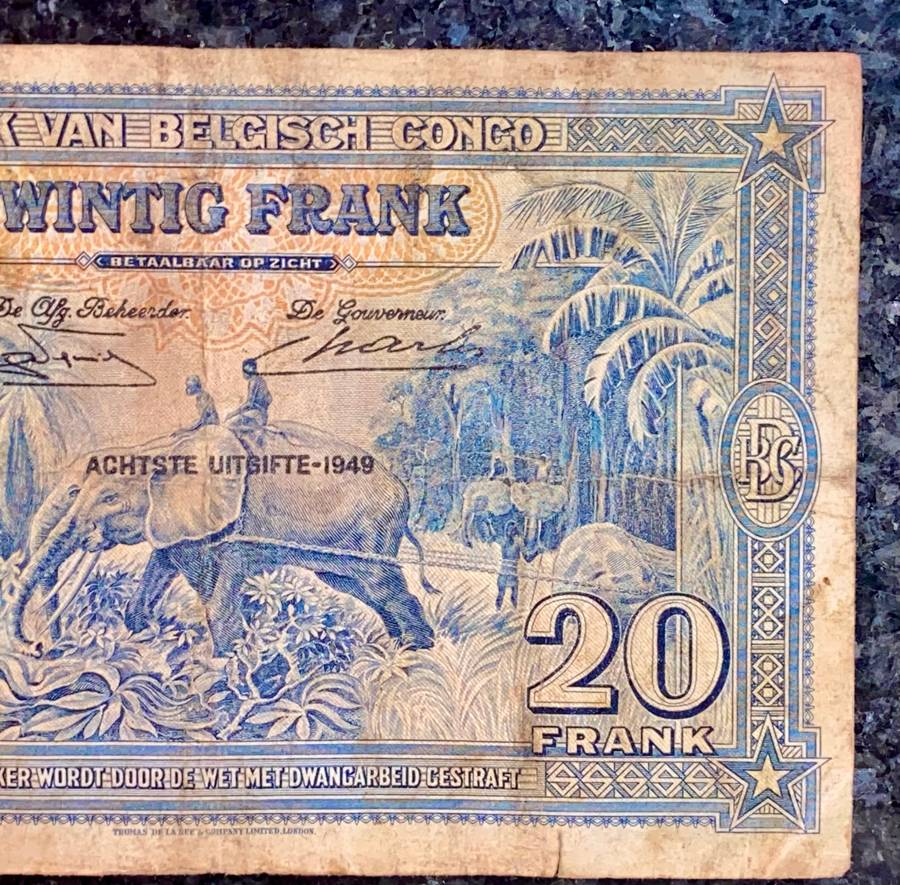 K VAN BELGISCH CONGO
WINTIG FRANK
BETAALBAAR OP ZICHT
De Afg. Beheerder. De Gouverneur.
ACHTSTE UITGIFTE-1949
BCB
20
FRANK
KER WORDT DOOR DE WET MET DWANGARBEID GESTRAFT
THOMAS DE LA RUE & COMPANY LIMITED, LONDON.